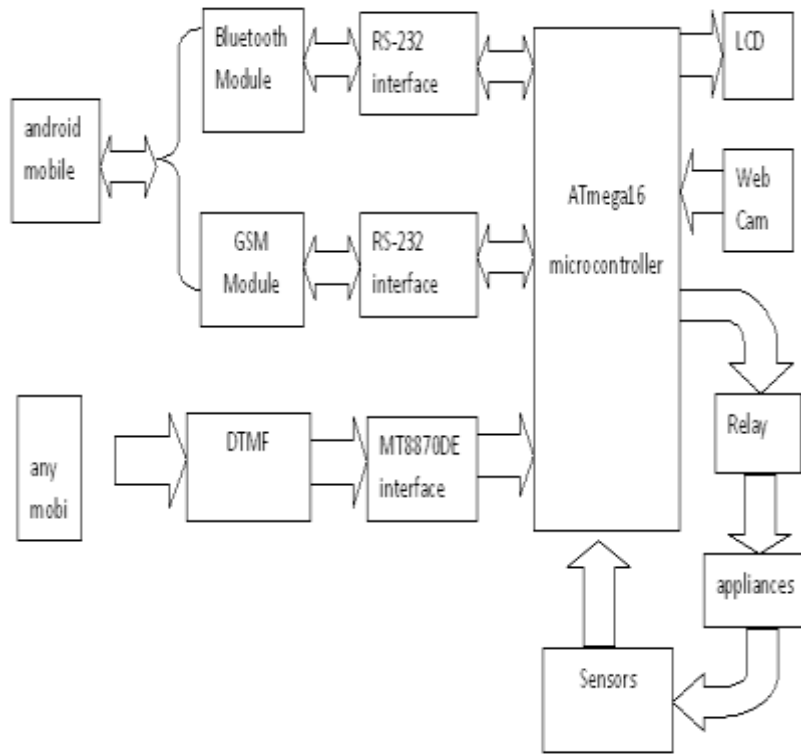 Bluetooth
Module
RS-232
interface
LCD
android
mobile
ATmega16
microcontroller
Web
Cam
GSM
Module
RS-232
interface
any
mobi
DTMF
MT8870DE
interface
Relay
appliances
Sensors